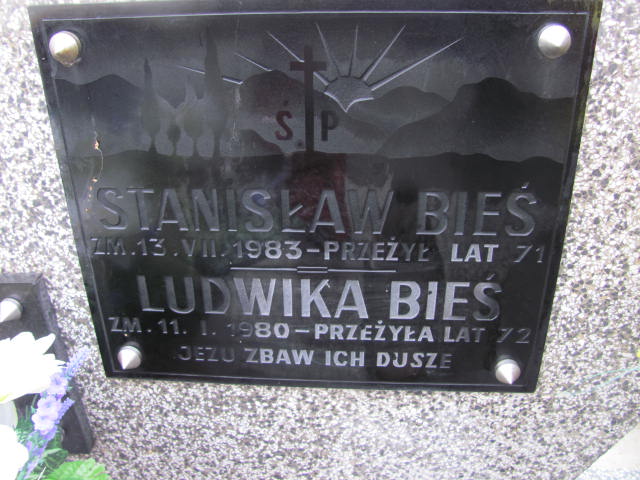 Ś.P
STANISŁAW BIEŚ
ZM. 13. VII. 1983 – PRZEŻYŁ LAT 71
LUDWIKA BIEŚ
ZM. 11. I. 1980 – PRZEŻYŁA LAT 72
JEZU ZBAW ICH DUSZE